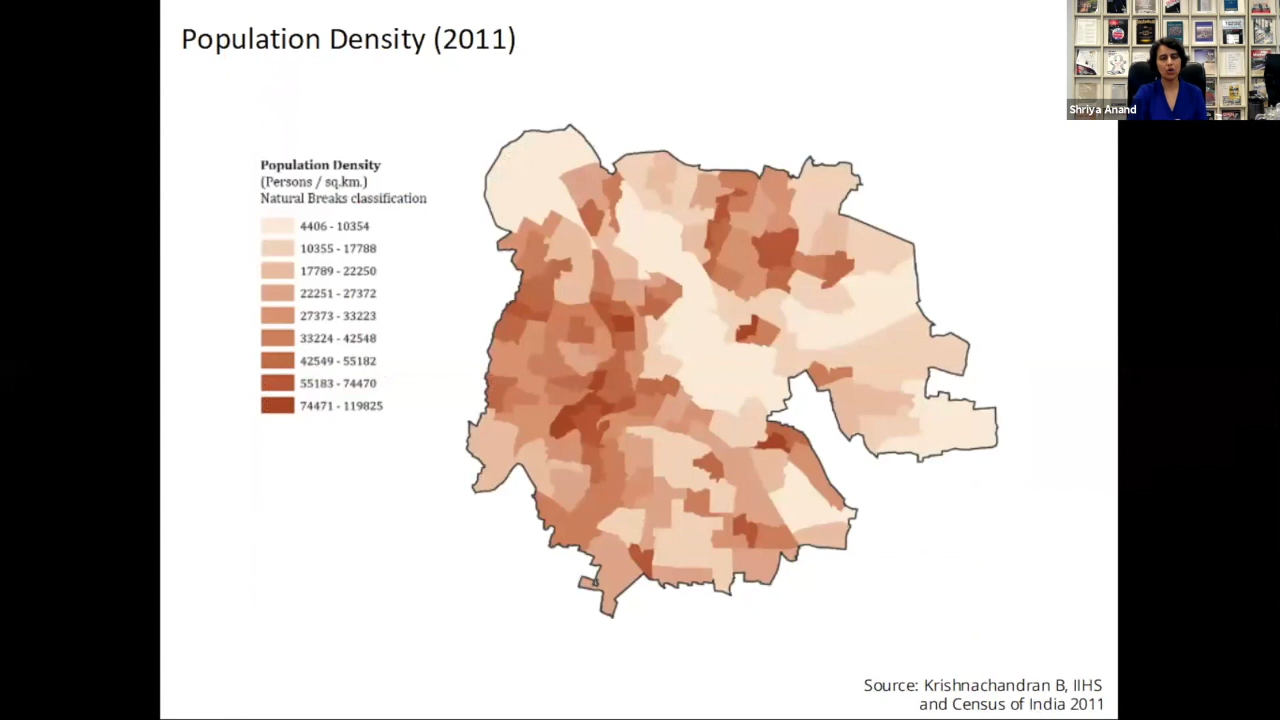 Population Density (2011)
Shriya Anand
Population Density
(Persons / sq.km.)
Natural Breaks classification
4406 - 10354
10355 - 17788
17789 - 22250
22251 - 27372
27373 - 33223
33224 - 42548
42549 - 55182
55183 - 74470
74471 - 119825
Source: Krishnachandran B, IIHS
and Census of India 2011